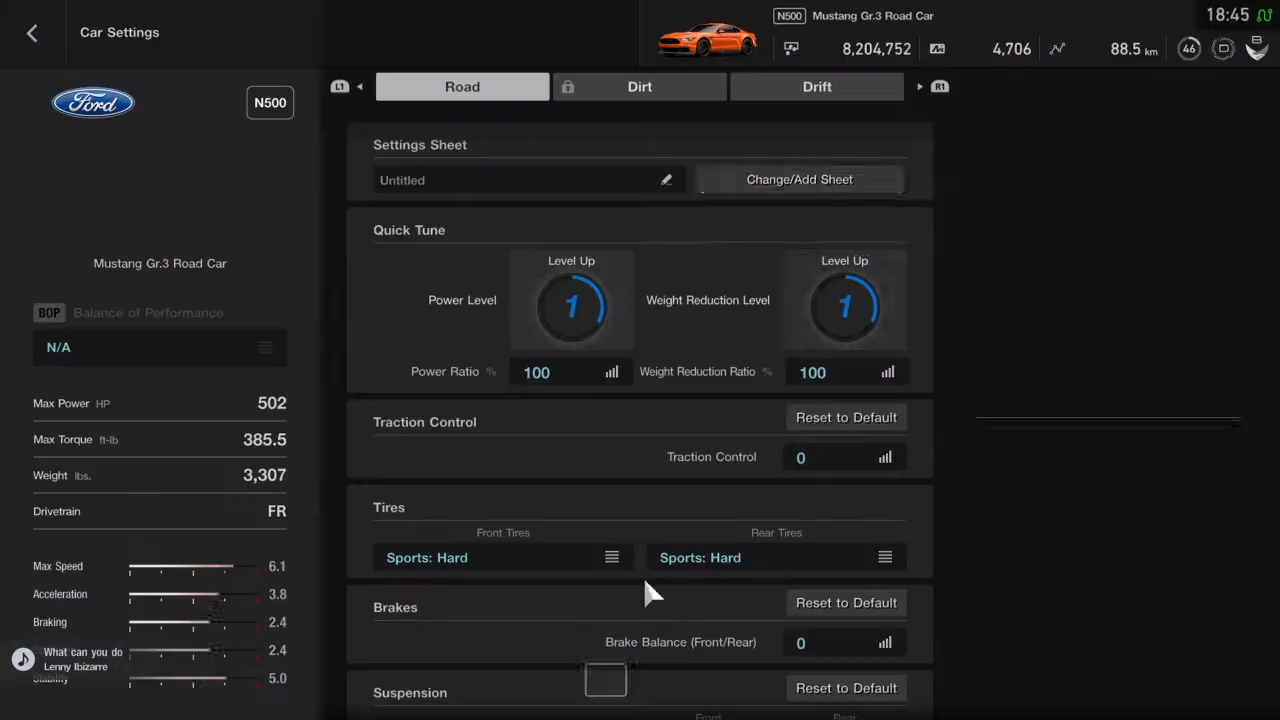 Car Settings
N500 Mustang Gr.3 Road Car
8,204,752 4,706 88.5 km 46
18:45
Ford
N500
L1 Road Dirt Drift R1
Settings Sheet
Untitled Change/Add Sheet
Quick Tune
Level Up Level Up
Power Level 1 Weight Reduction Level 1
Power Ratio % 100 Weight Reduction Ratio % 100
Traction Control Reset to Default
Traction Control 0
Tires
Front Tires Rear Tires
Sports: Hard Sports: Hard
Brakes Reset to Default
Brake Balance (Front/Rear) 0
Suspension Reset to Default
Front Rear
Mustang Gr.3 Road Car
BOP Balance of Performance
N/A
Max Power HP 502
Max Torque ft-lb 385.5
Weight lbs. 3,307
Drivetrain FR
Max Speed 6.1
Acceleration 3.8
Braking 2.4
2.4
Stability 5.0
What can you do
Lenny Ibizarre